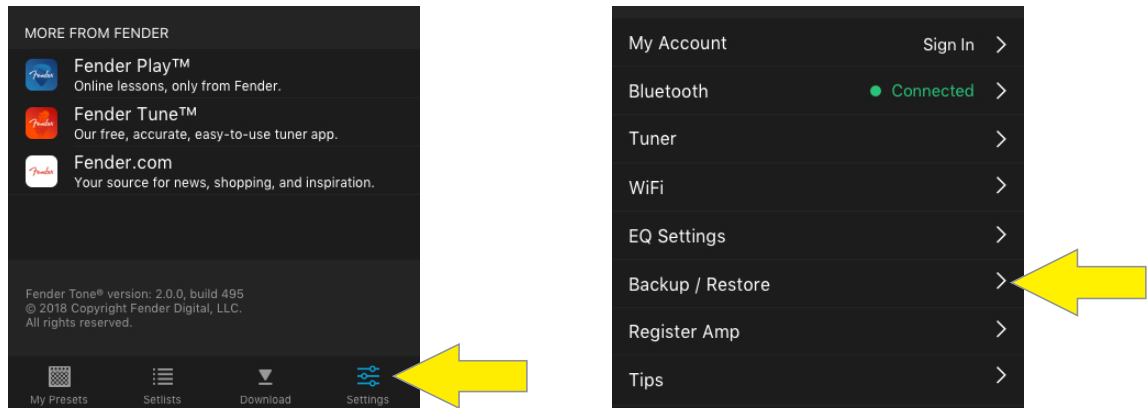 MORE FROM FENDER
Fender Play™
Online lessons, only from Fender.
Fender Tune™
Our free, accurate, easy-to-use tuner app.
Fender.com
Your source for news, shopping, and inspiration.
Fender Tone® version: 2.0.0, build 495
© 2018 Copyright Fender Digital, LLC.
All rights reserved.
My Presets Setlists Download Settings
My Account Sign In
Bluetooth Connected
Tuner
WiFi
EQ Settings
Backup / Restore
Register Amp
Tips